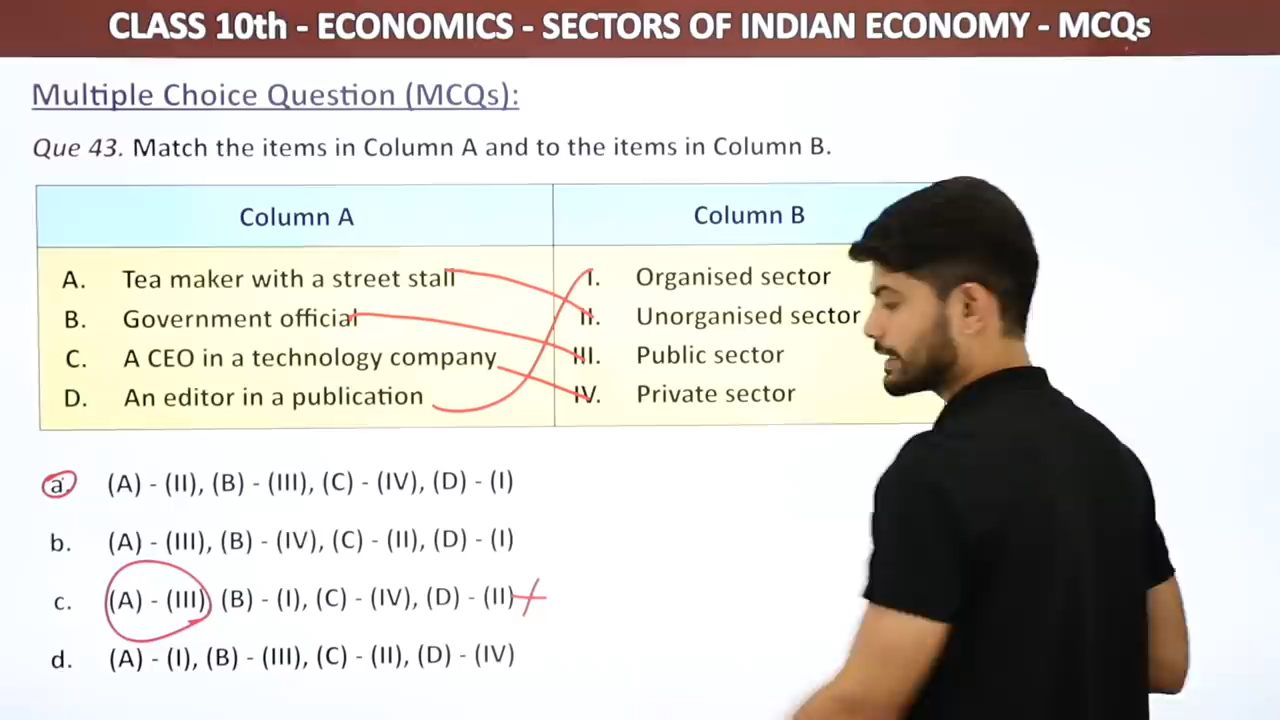 CLASS 10th - ECONOMICS - SECTORS OF INDIAN ECONOMY - MCQs
Multiple Choice Question (MCQs):
Que 43. Match the items in Column A and to the items in Column B.
Column A Column B
A. Tea maker with a street stall I. Organised sector
B. Government official II. Unorganised sector
C. A CEO in a technology company III. Public sector
D. An editor in a publication IV. Private sector
a. (A) - (II), (B) - (III), (C) - (IV), (D) - (I)
b. (A) - (III), (B) - (IV), (C) - (II), (D) - (I)
c. (A) - (III), (B) - (I), (C) - (IV), (D) - (II)
d. (A) - (I), (B) - (III), (C) - (II), (D) - (IV)